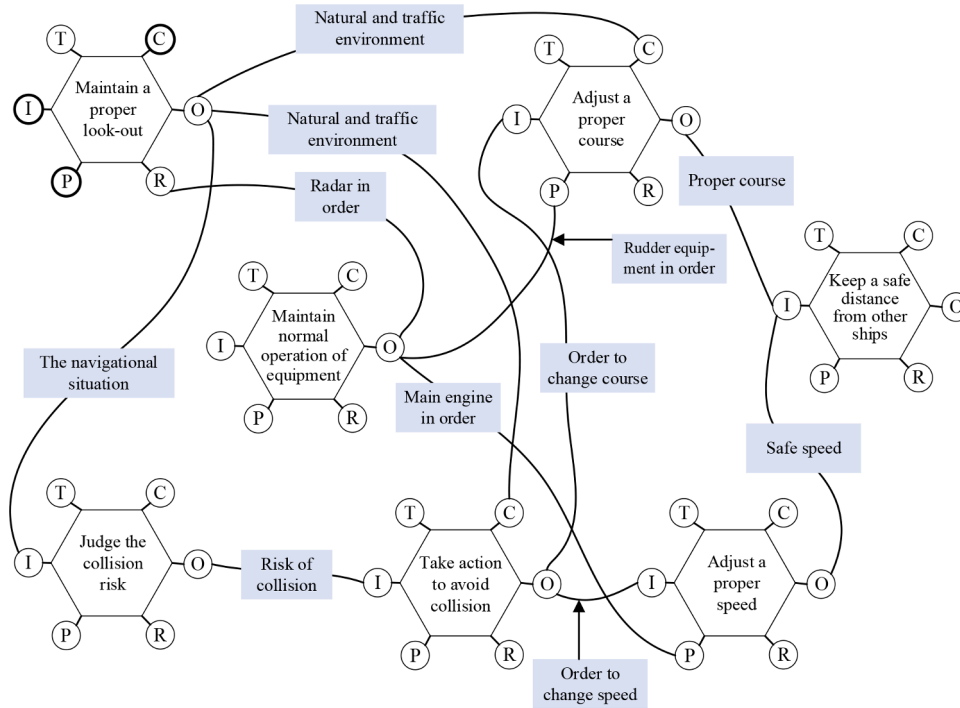 Natural and traffic
environment
T
C
I
O
P
R
Maintain a
proper
look-out
Natural and traffic
environment
Radar in
order
T
C
I
O
P
R
Adjust a
proper
course
Proper course
Rudder equip-
ment in order
T
C
I
O
P
R
Keep a safe
distance
from other
ships
T
C
I
O
P
R
Maintain
normal
operation of
equipment
The navigational
situation
Main engine
in order
Order to
change course
Safe speed
T
C
I
O
P
R
Judge the
collision
risk
Risk of
collision
T
C
I
O
P
R
Take action
to avoid
collision
Order to
change speed
T
C
I
O
P
R
Adjust a
proper
speed